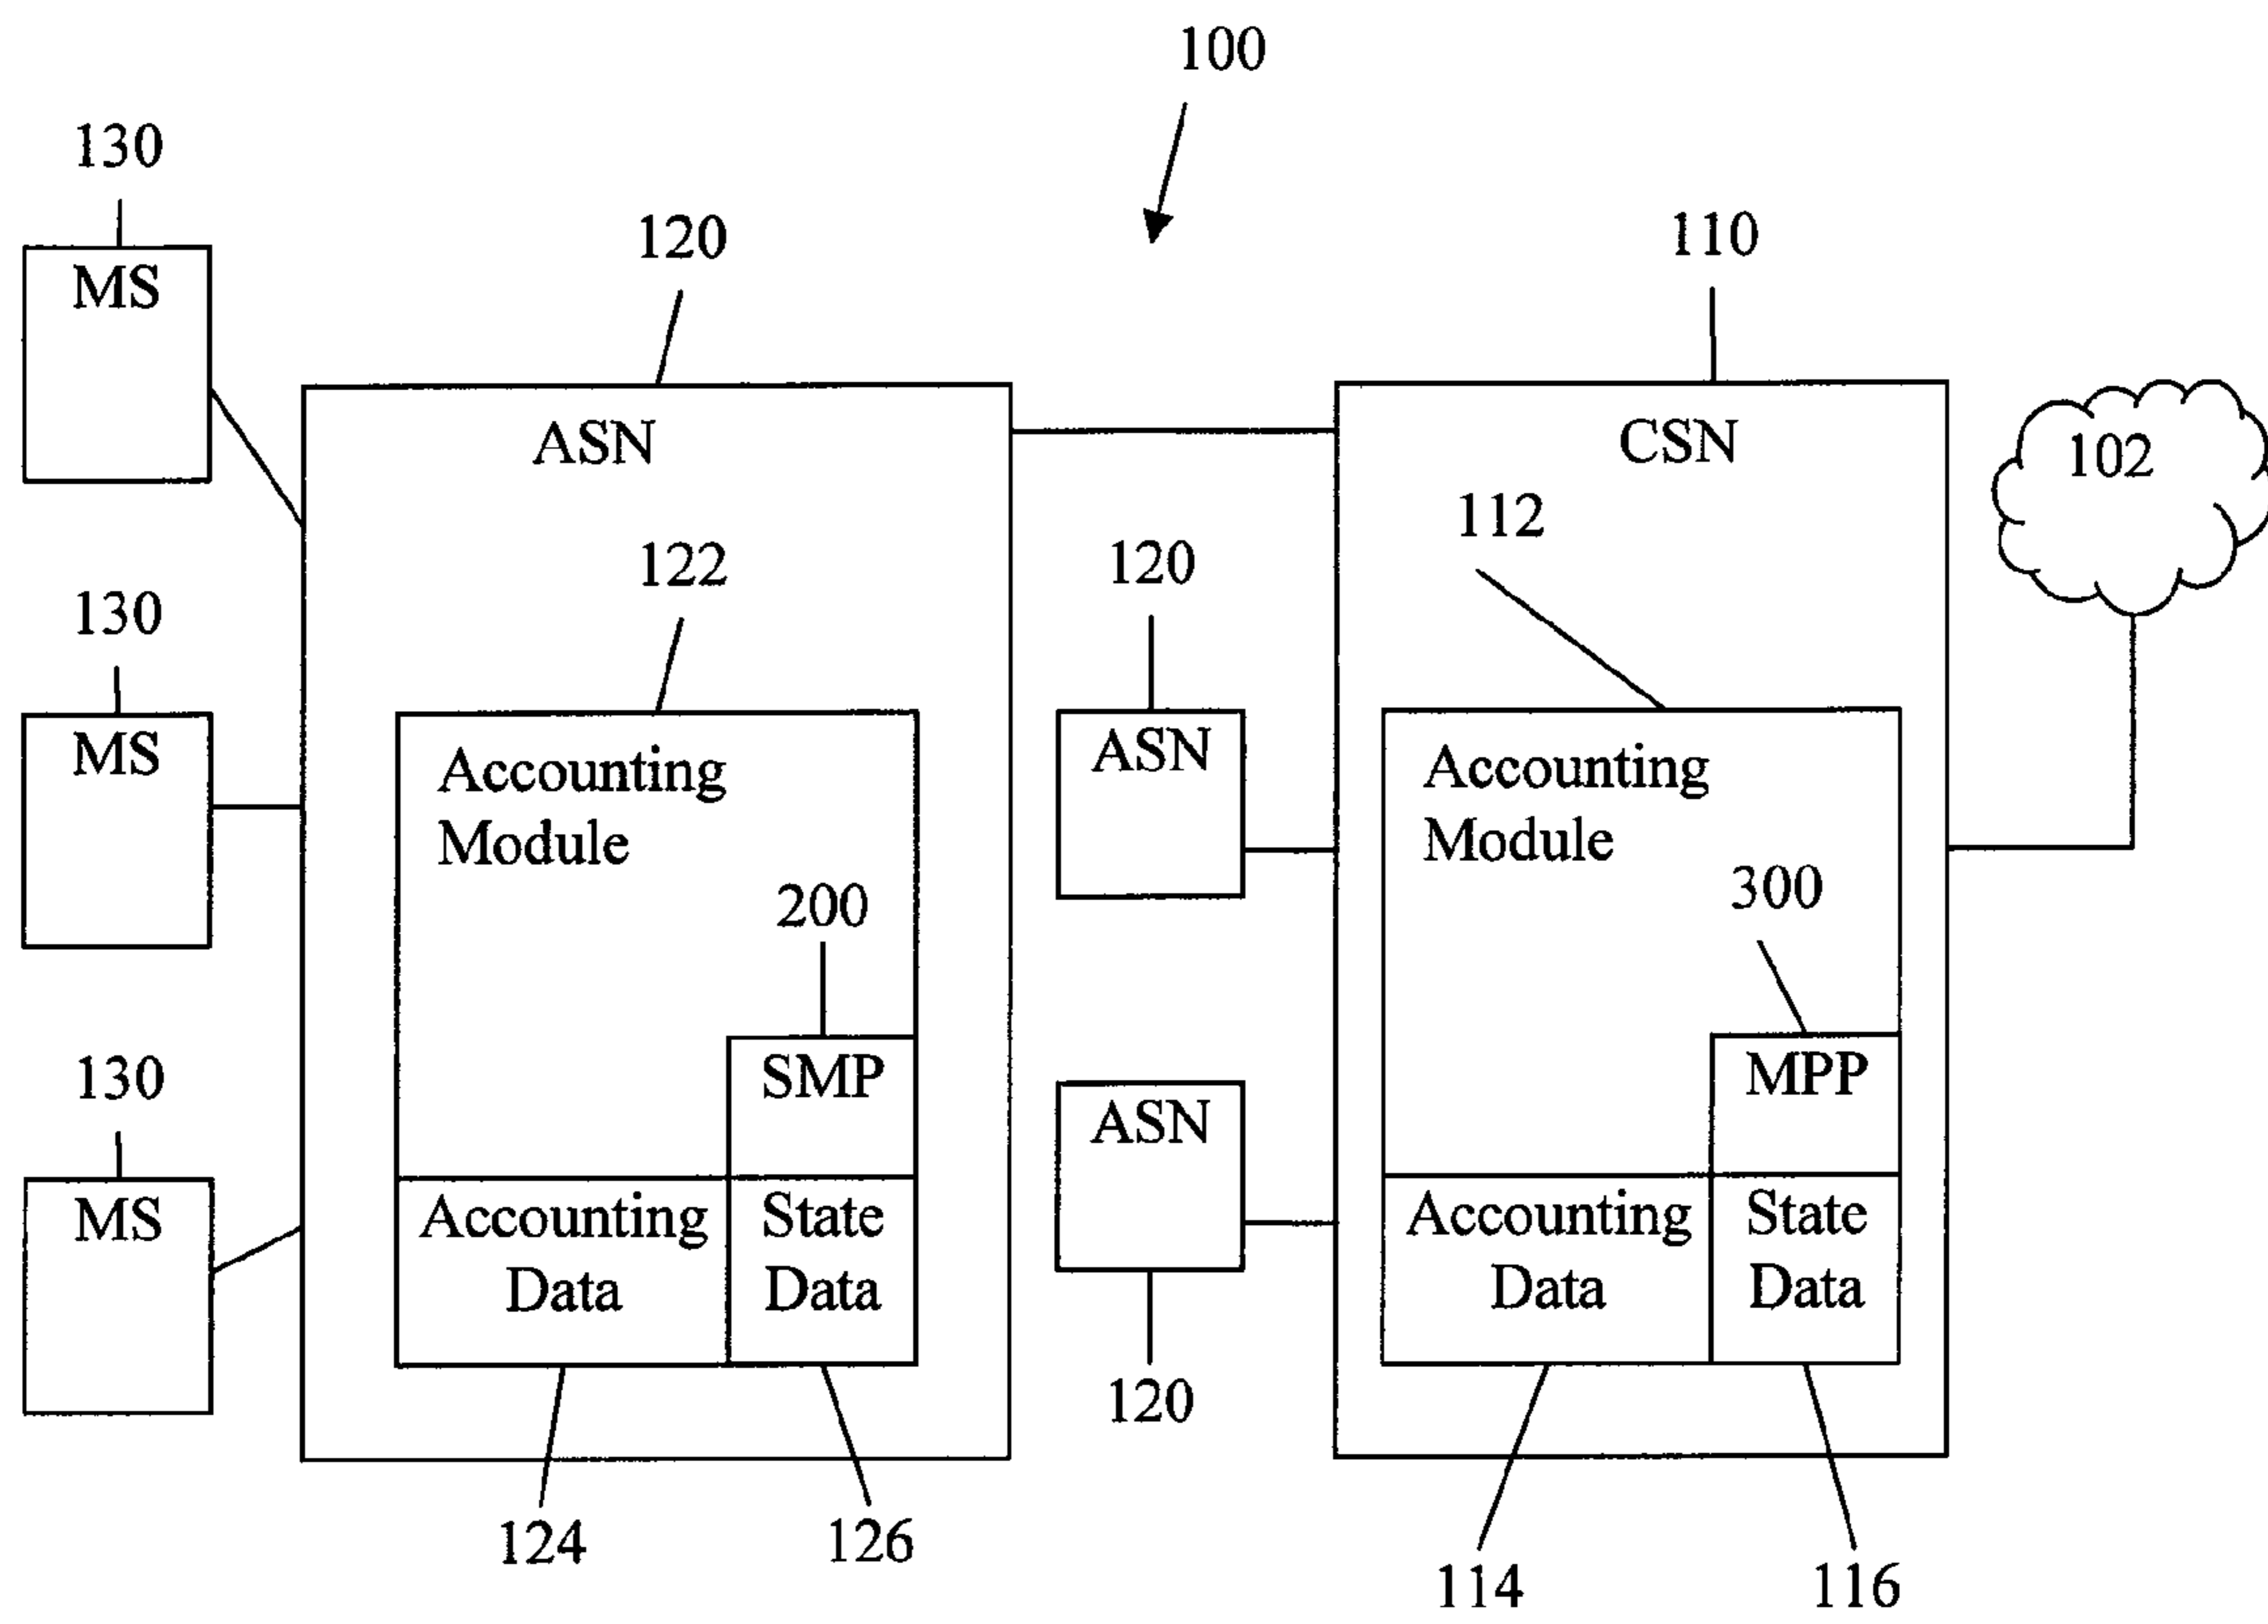 100
130
MS
120
110
ASN
CSN
102
112
122
120
130
MS
ASN
Accounting
Module
Accounting
Module
200
300
SMP
MPP
130
MS
ASN
Accounting
Data
State
Data
Accounting
Data
State
Data
120
124
126
114
116